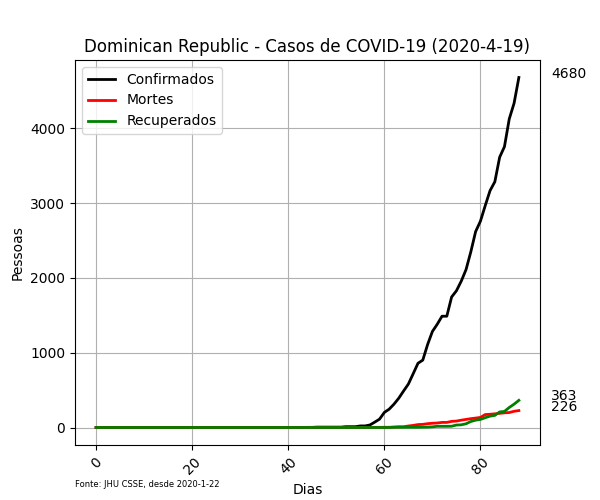 Dominican Republic - Casos de COVID-19 (2020-4-19)
Confirmados
Mortes
Recuperados
4680
363
226
4000
3000
2000
1000
0
Pessoas
0 20 40 60 80
Dias
Fonte: JHU CSSE, desde 2020-1-22